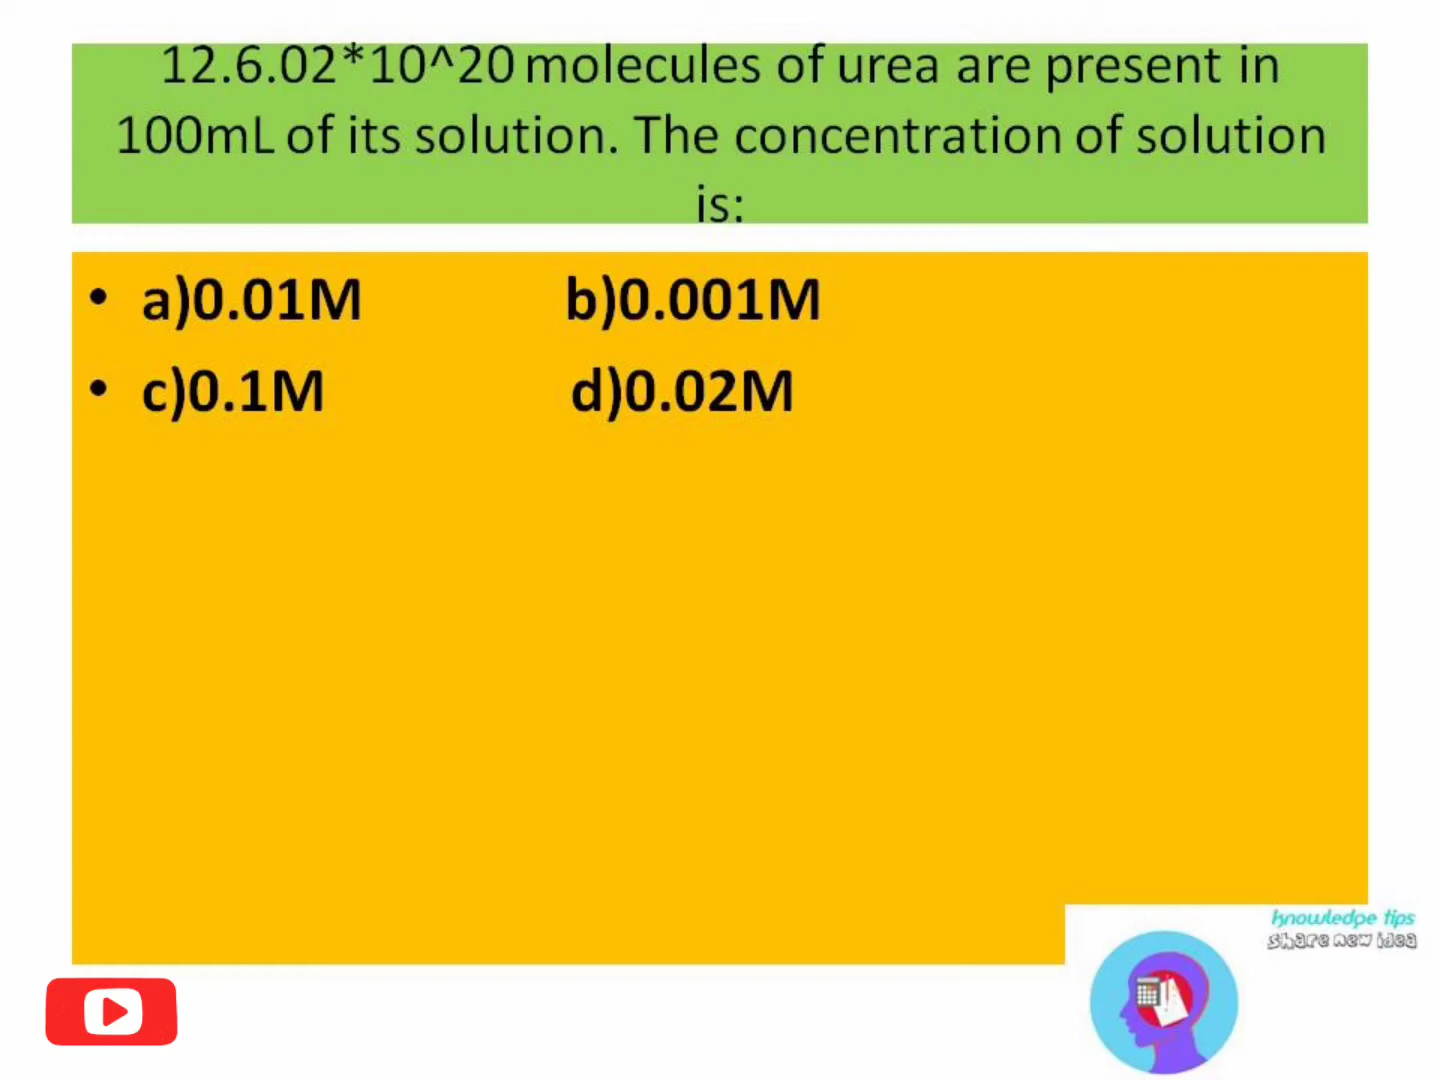 12.6.02*10^20 molecules of urea are present in
100mL of its solution. The concentration of solution
is:
• a)0.01M b)0.001M
• c)0.1M d)0.02M
knowledge tips
share new idea